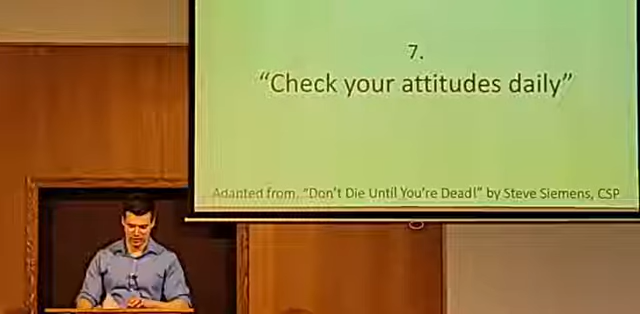 7.
“Check your attitudes daily”
Adapted from, “Don’t Die Until You’re Dead!” by Steve Siemens, CSP